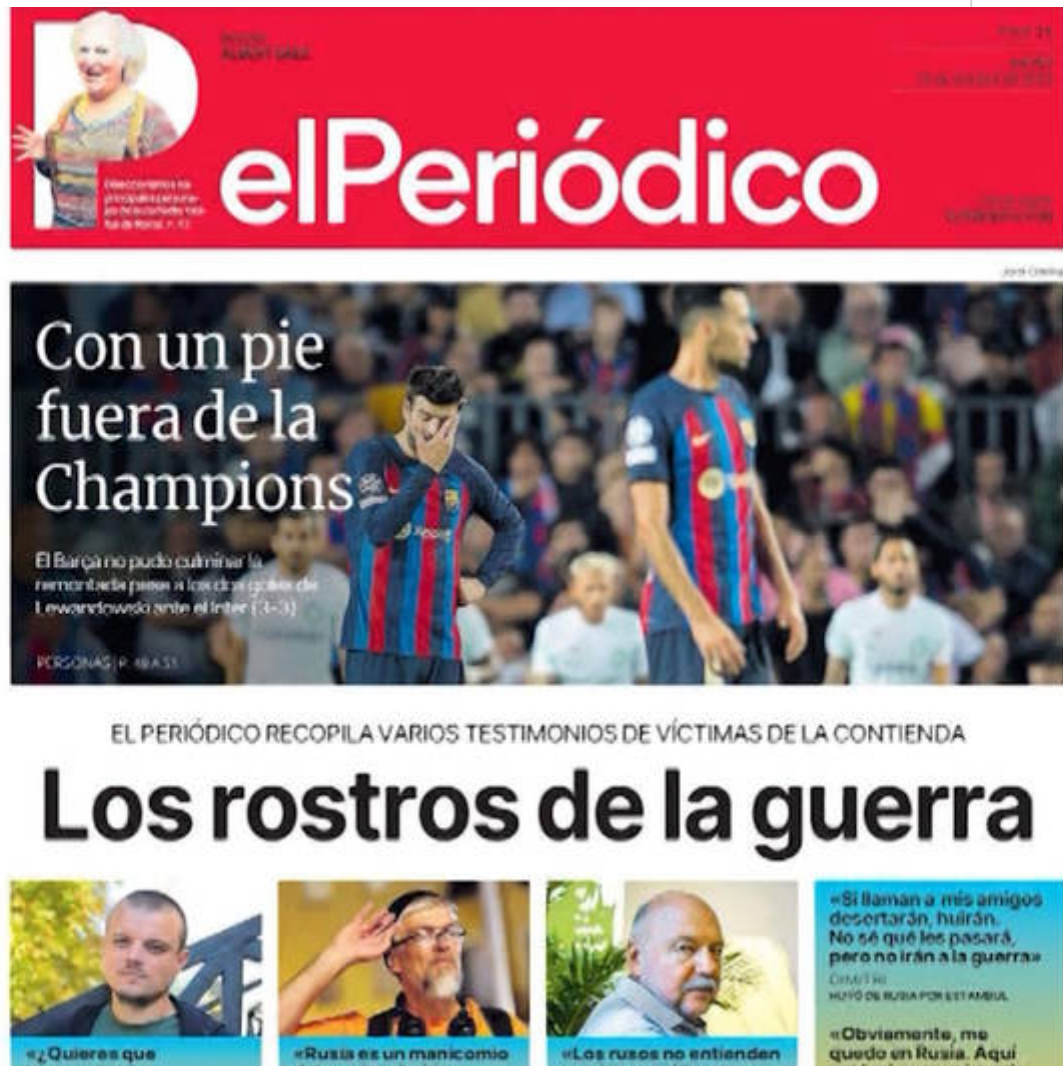 elPeriódico
Con un pie
fuera de la
Champions
El Barça no pudo culminar la
remontada pese a los dos goles de
Lewandowski ante el Inter (3-3)
PERSONAS | P. 48 A 51
EL PERIÓDICO RECOPILA VARIOS TESTIMONIOS DE VÍCTIMAS DE LA CONTIENDA
Los rostros de la guerra
«¿Quieres que
«Rusia es un manicomio
«Los rusos no entienden
«Si llaman a mis amigos
desertarán, huirán.
No sé qué les pasará,
pero no irán a la guerra»
HUYÓ DE RUSIA POR ESTAMBUL
«Obviamente, me
quedo en Rusia. Aquí